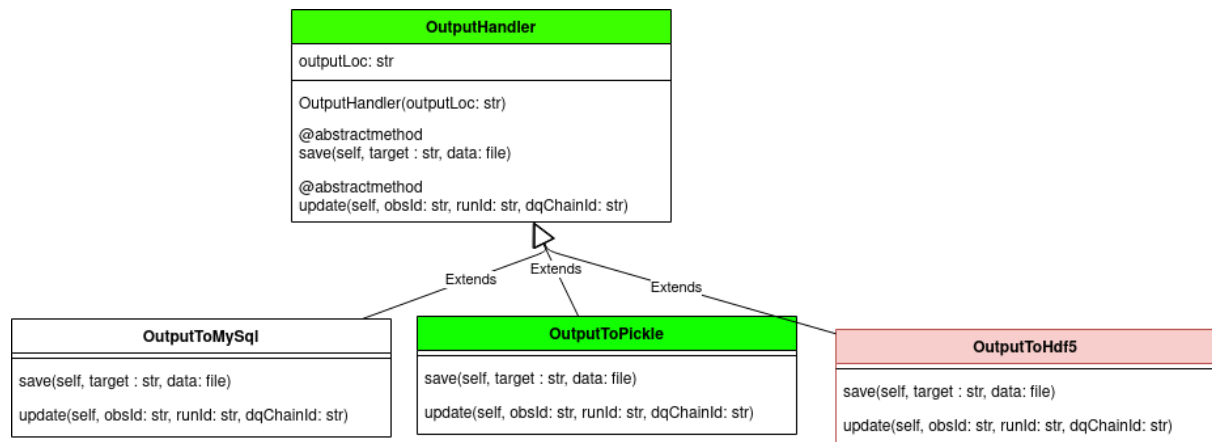 OutputHandler
outputLoc: str
OutputHandler(outputLoc: str)
@abstractmethod
save(self, target : str, data: file)
@abstractmethod
update(self, obsId: str, runId: str, dqChainId: str)
Extends
Extends
Extends
OutputToMySql
save(self, target : str, data: file)
update(self, obsId: str, runId: str, dqChainId: str)
OutputToPickle
save(self, target : str, data: file)
update(self, obsId: str, runId: str, dqChainId: str)
OutputToHdf5
save(self, target : str, data: file)
update(self, obsId: str, runId: str, dqChainId: str)